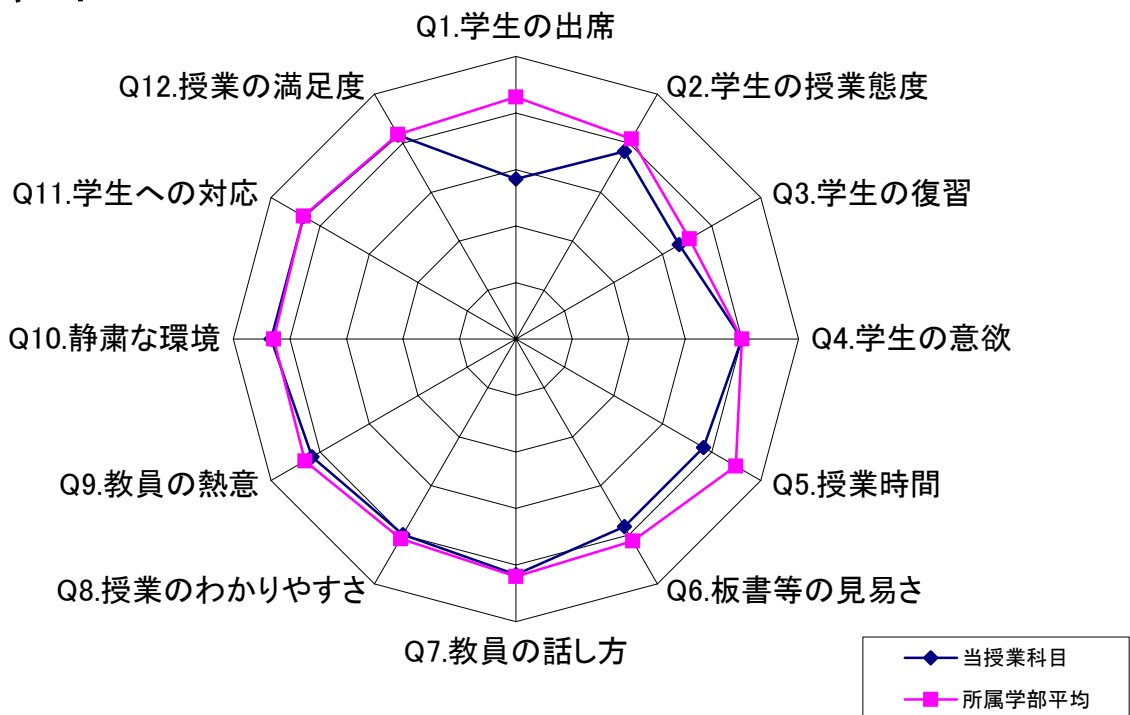 Q1.学生の出席
Q2.学生の授業態度
Q3.学生の復習
Q4.学生の意欲
Q5.授業時間
Q6.板書等の見易さ
Q7.教員の話し方
Q8.授業のわかりやすさ
Q9.教員の熱意
Q10.静粛な環境
Q11.学生への対応
Q12.授業の満足度
当授業科目
所属学部平均